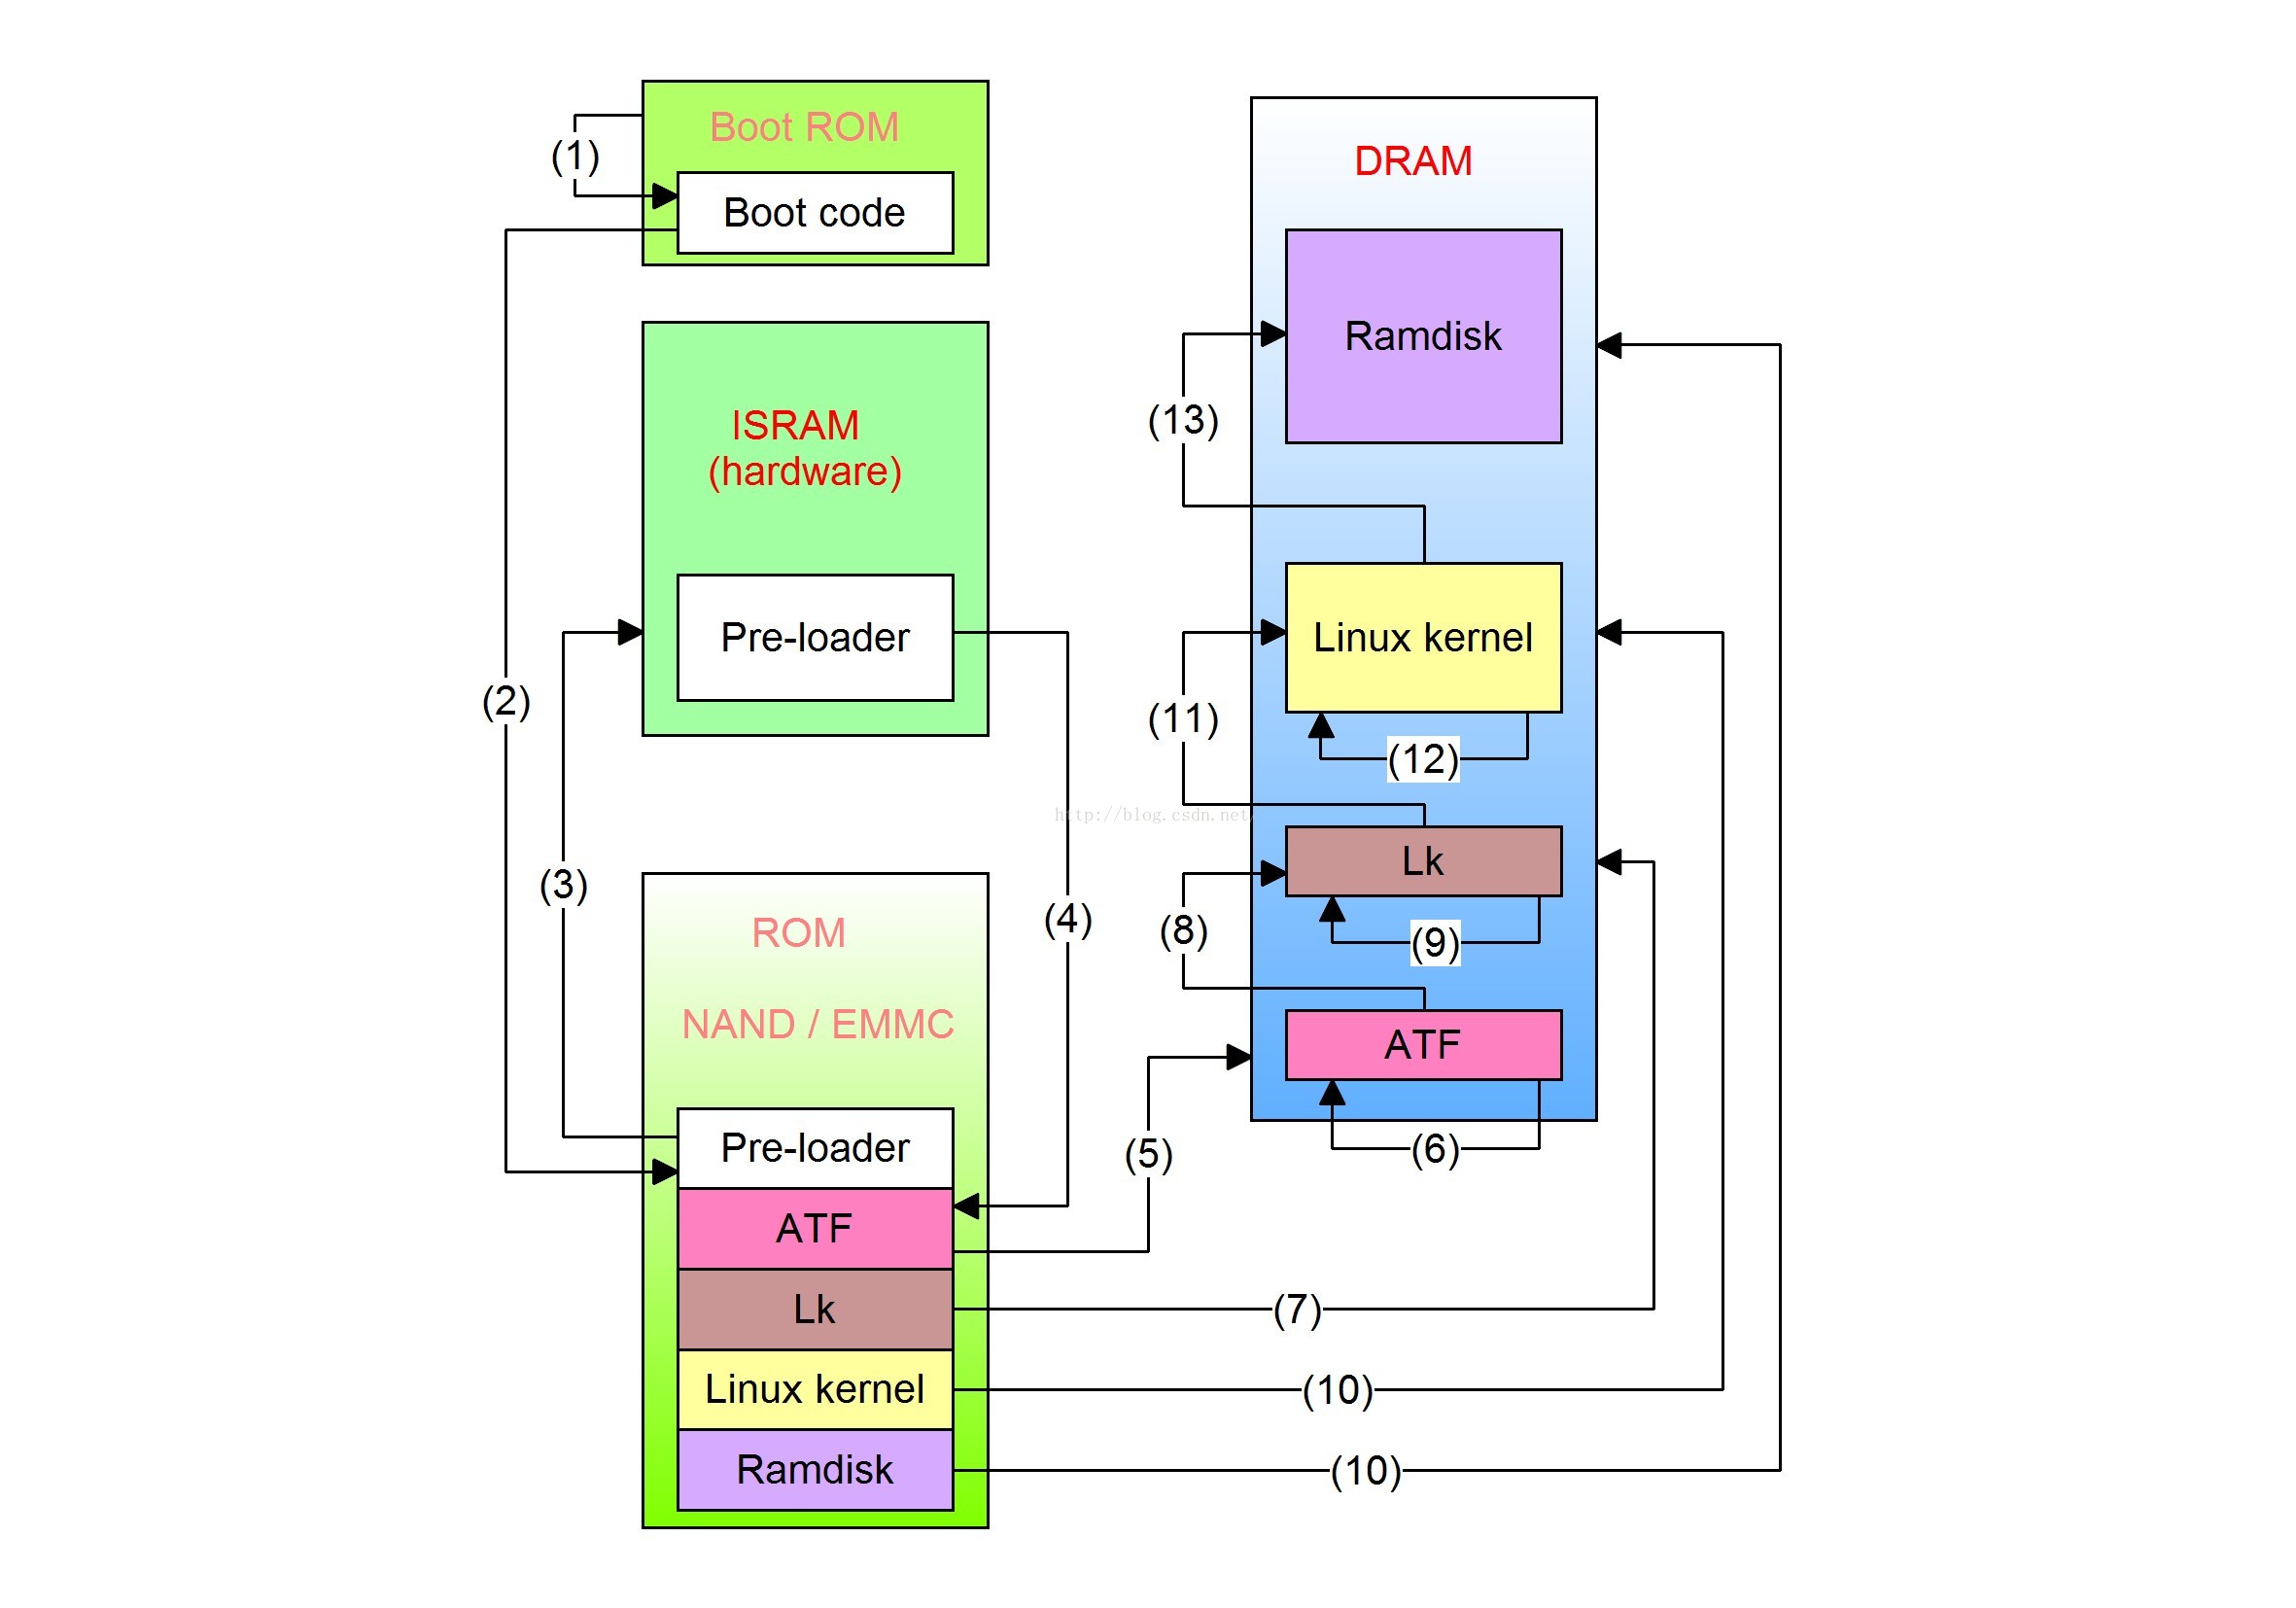 Boot ROM
(1)
Boot code
ISRAM
(hardware)
Pre-loader
(2)
(3)
(4)
ROM
NAND / EMMC
Pre-loader
ATF
Lk
Linux kernel
Ramdisk
DRAM
Ramdisk
(13)
Linux kernel
(11)
(12)
http://blog.csdn.net/
Lk
(8)
(9)
ATF
(5)
(6)
(7)
(10)
(10)